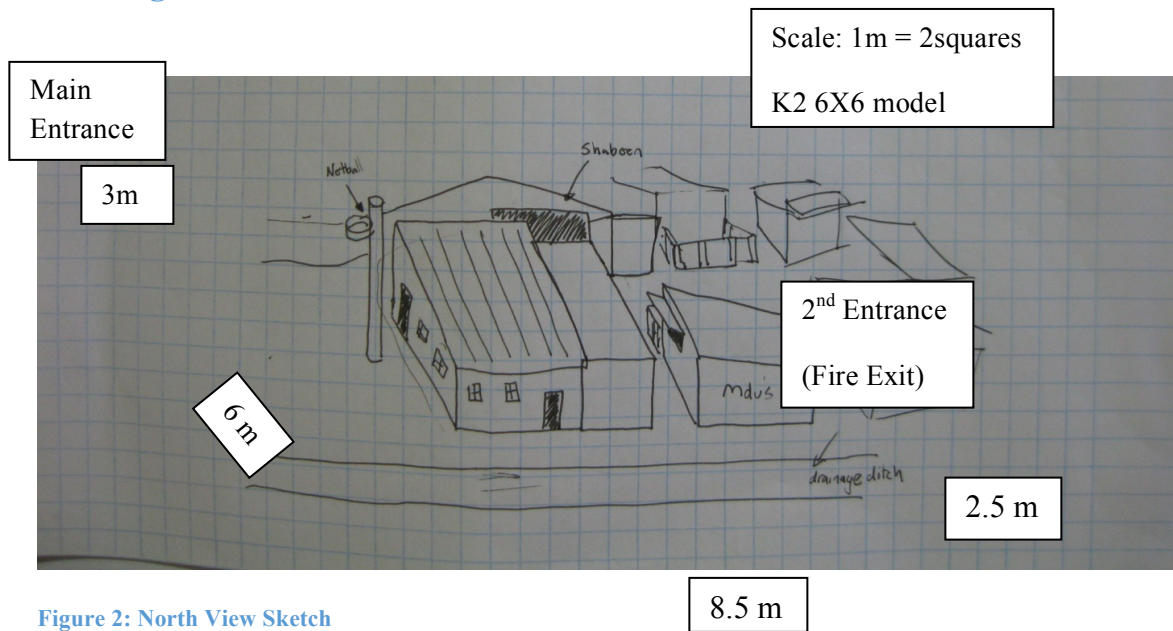 Scale: 1m = 2squares
K2 6X6 model
Main
Entrance
3m
Netball
Shabeen
2nd Entrance
(Fire Exit)
Mdu's
6 m
drainage ditch
2.5 m
8.5 m
Figure 2: North View Sketch